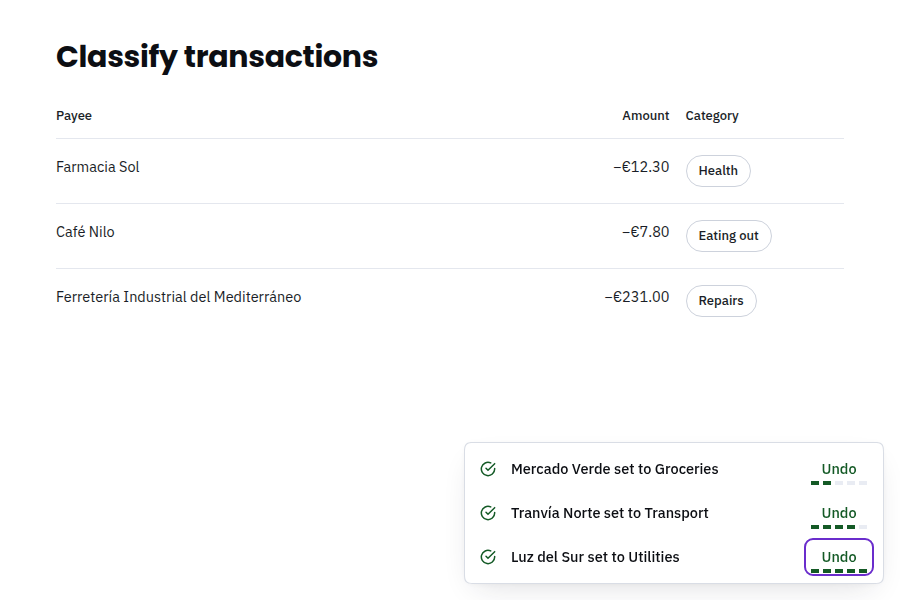 Classify transactions
Payee Amount Category
Farmacia Sol −€12.30 Health
Café Nilo −€7.80 Eating out
Ferretería Industrial del Mediterráneo −€231.00 Repairs
Mercado Verde set to Groceries Undo
Tranvía Norte set to Transport Undo
Luz del Sur set to Utilities Undo